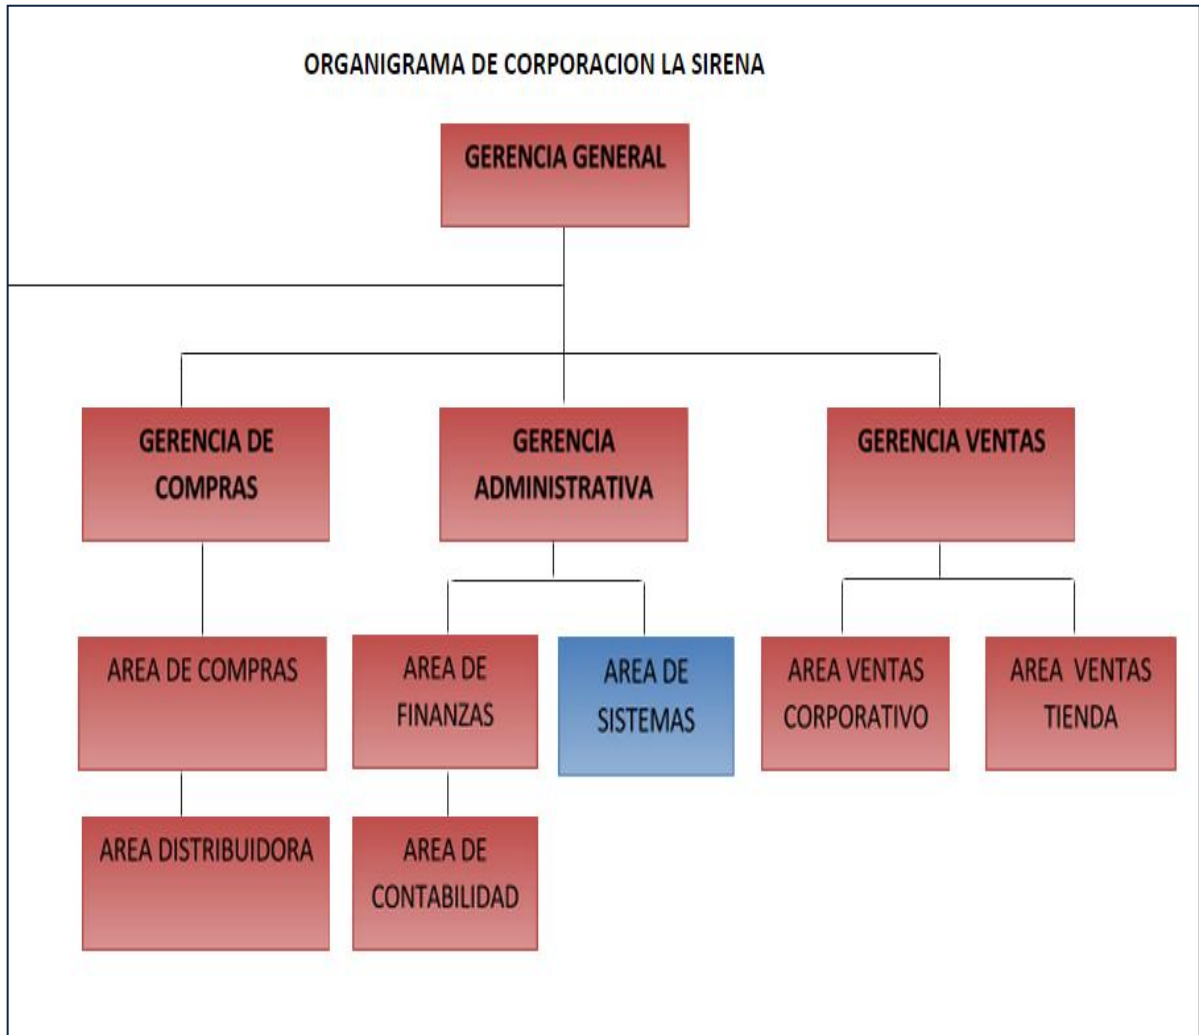 ORGANIGRAMA DE CORPORACION LA SIRENA
GERENCIA GENERAL
GERENCIA DE
COMPRAS
GERENCIA
ADMINISTRATIVA
GERENCIA VENTAS
AREA DE COMPRAS
AREA DE
FINANZAS
AREA DE
SISTEMAS
AREA VENTAS
CORPORATIVO
AREA VENTAS
TIENDA
AREA DISTRIBUIDORA
AREA DE
CONTABILIDAD